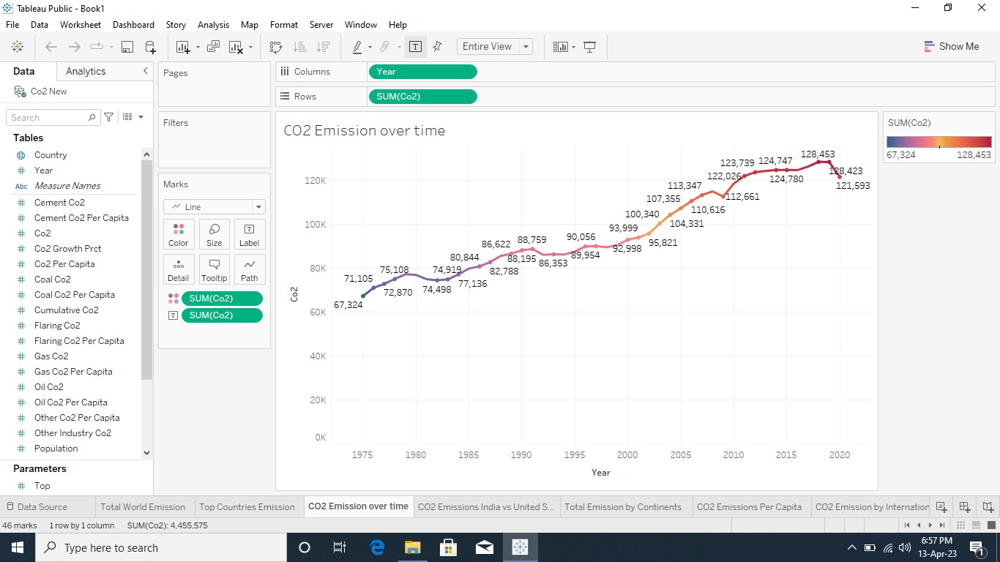 Tableau Public - Book1
File Data Worksheet Dashboard Story Analysis Map Format Server Window Help
Entire View
Show Me
Data Analytics
Co2 New
Search
Tables
Country
Year
Abc Measure Names
Cement Co2
Cement Co2 Per Capita
Co2
Co2 Growth Prct
Co2 Per Capita
Coal Co2
Coal Co2 Per Capita
Cumulative Co2
Flaring Co2
Flaring Co2 Per Capita
Gas Co2
Gas Co2 Per Capita
Oil Co2
Oil Co2 Per Capita
Other Co2 Per Capita
Other Industry Co2
Population
Parameters
Top
Pages
Filters
Marks
Line
Color Size Label
Detail Tooltip Path
SUM(Co2)
SUM(Co2)
Columns Year
Rows SUM(Co2)
CO2 Emission over time
128,453
123,739 124,747
122,026 128,423
124,780 121,593
113,347
112,661
107,355
110,616
100,340 104,331
93,999
90,056 95,821
86,622 88,759 92,998
80,844 88,195 86,353 89,954
75,108 74,919 82,788
71,105 77,136
72,870 74,498
67,324
120K
100K
80K
60K
40K
20K
0K
Co2
1975 1980 1985 1990 1995 2000 2005 2010 2015 2020
Year
SUM(Co2)
67,324 128,453
Data Source Total World Emission Top Countries Emission CO2 Emission over time CO2 Emissions India vs United S... Total Emission by Continents CO2 Emissions Per Capita CO2 Emission by Internation
46 marks 1 row by 1 column SUM(Co2): 4,455,575
Type here to search
6:57 PM
13-Apr-23
1